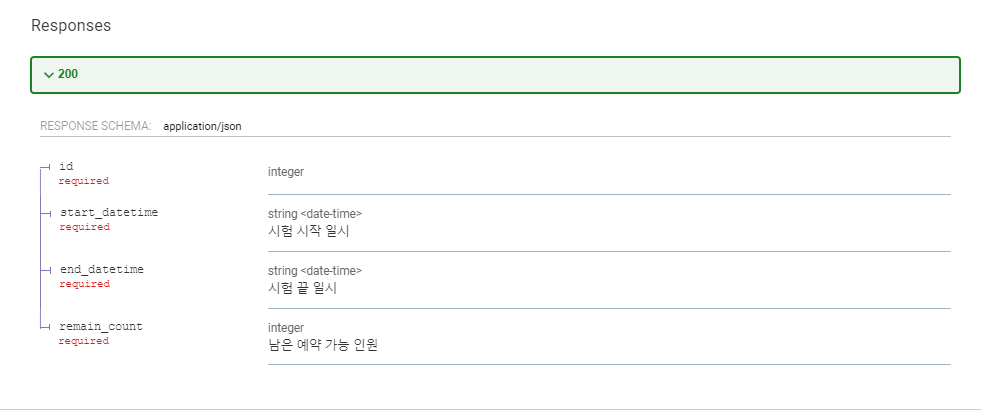 Responses
200
RESPONSE SCHEMA: application/json
id
required
integer
start_datetime
required
string <date-time>
시험 시작 일시
end_datetime
required
string <date-time>
시험 끝 일시
remain_count
required
integer
남은 예약 가능 인원